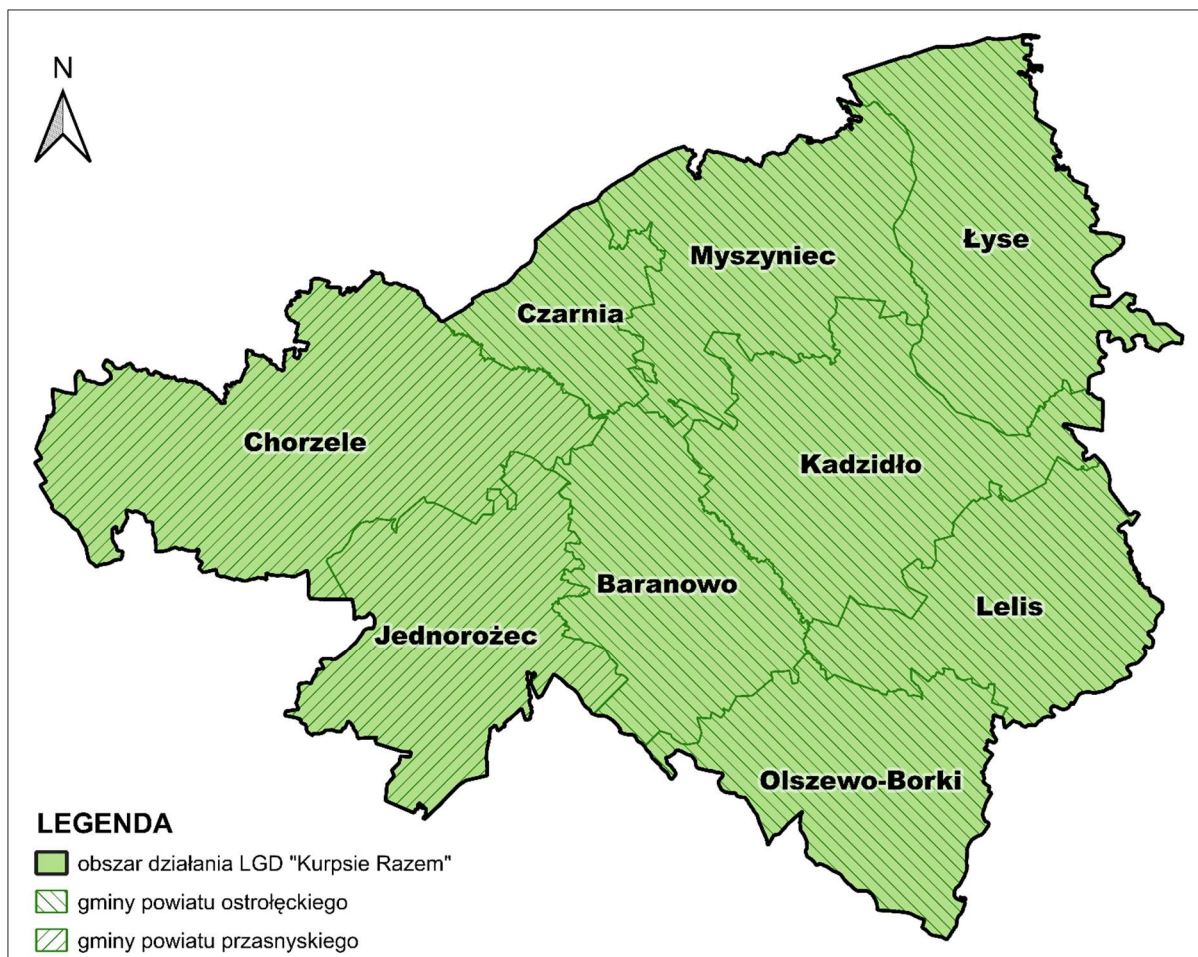 N
Łyse
Myszyniec
Czarnia
Chorzele
Kadzidło
Baranowo
Lelis
Jednorożec
Olszewo-Borki
LEGENDA
obszar działania LGD "Kurpsie Razem"
gminy powiatu ostrołęckiego
gminy powiatu przasnyskiego